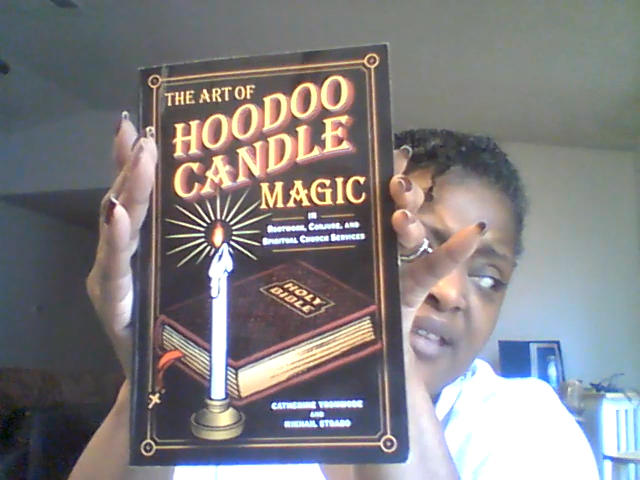 THE ART OF
HOODOO
CANDLE
MAGIC
IN
ROOTWORK, CONJURE, AND
SPIRITUAL CHURCH SERVICES
HOLY
BIBLE
CATHERINE YRONWODE
AND
MIKHAIL STRABO